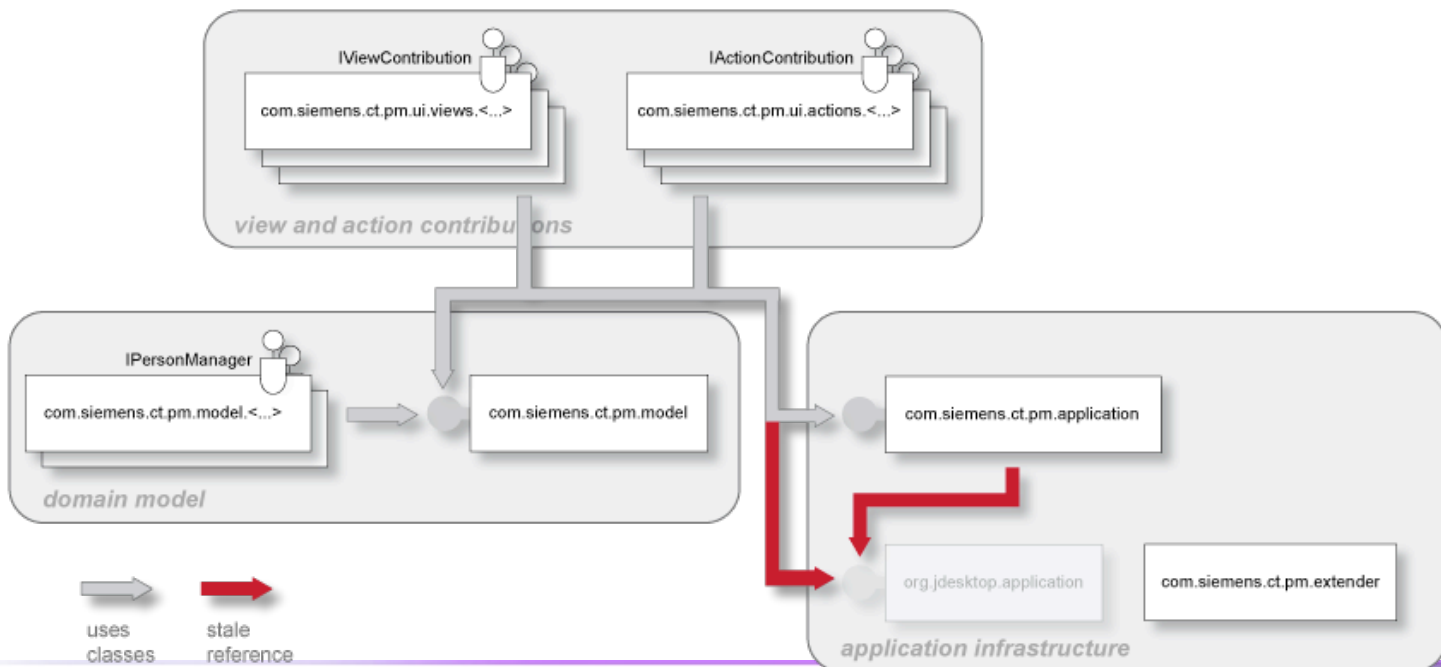 IViewContribution
IActionContribution
com.siemens.ct.pm.ui.views.<...>
com.siemens.ct.pm.ui.actions.<...>
view and action contributions
IPersonManager
com.siemens.ct.pm.model.<...>
com.siemens.ct.pm.model
domain model
com.siemens.ct.pm.application
org.jdesktop.application
com.siemens.ct.pm.extender
application infrastructure
uses
classes
stale
reference